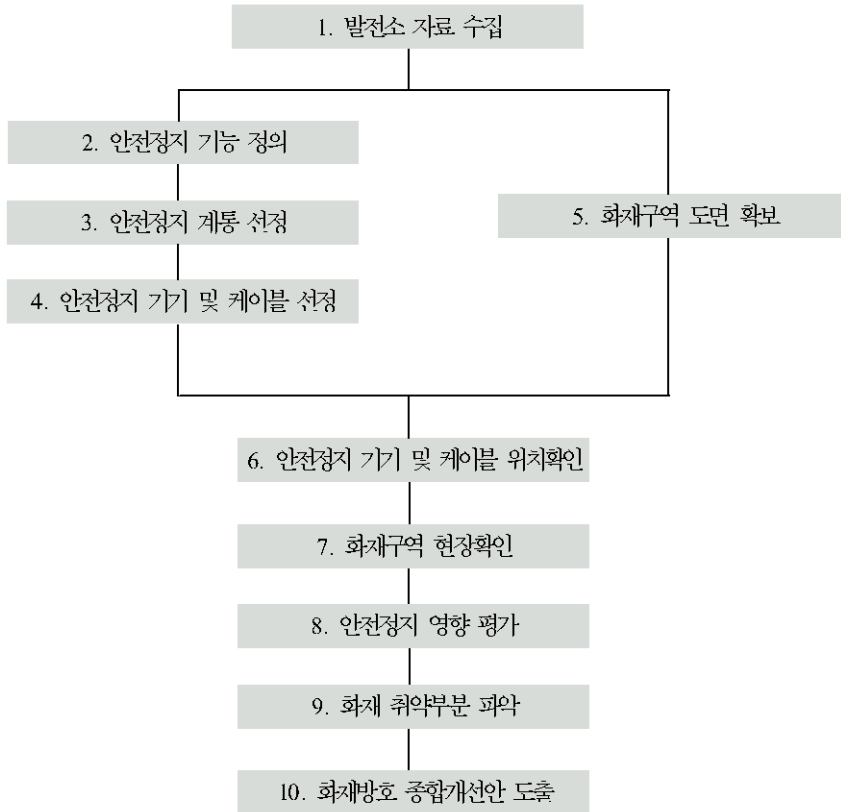 1. 발전소 자료 수집
2. 안전정지 기능 정의
3. 안전정지 계통 선정
4. 안전정지 기기 및 케이블 선정
5. 화재구역 도면 확보
6. 안전정지 기기 및 케이블 위치확인
7. 화재구역 현장확인
8. 안전정지 영향 평가
9. 화재 취약부분 파악
10. 화재방호 종합개선안 도출